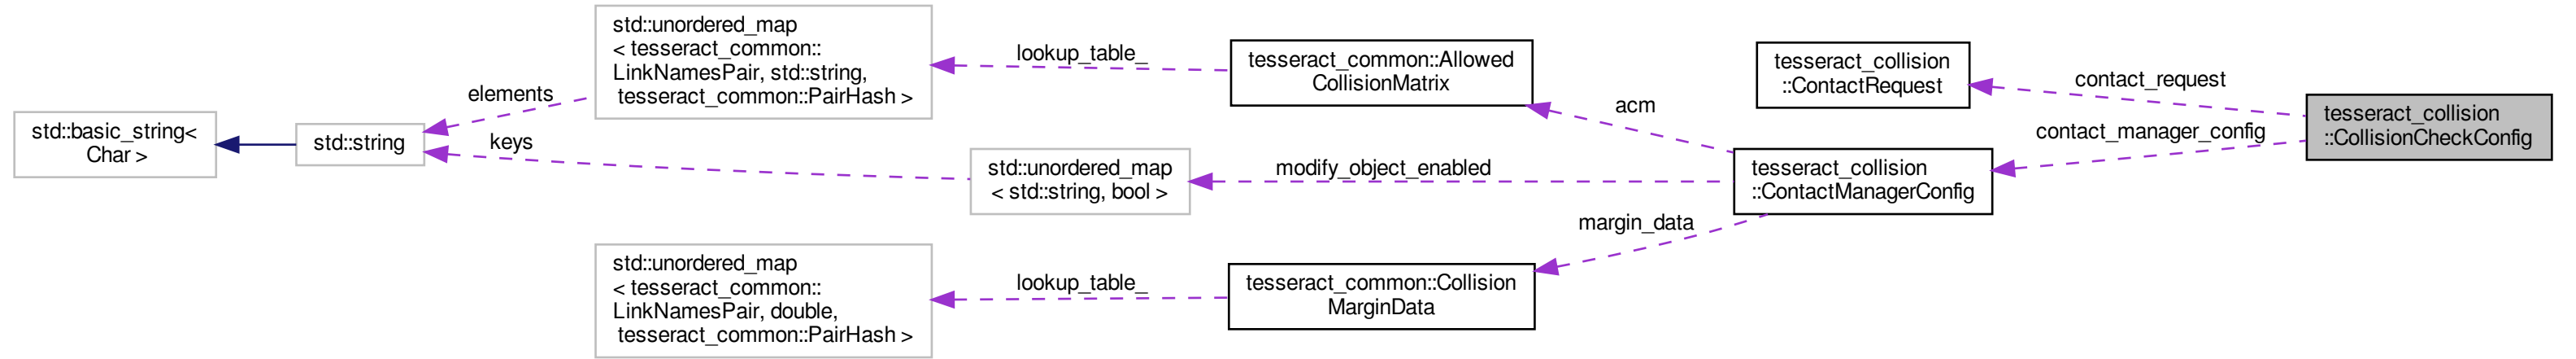 std::unordered_map
< tesseract_common::
LinkNamesPair, std::string,
tesseract_common::PairHash >
lookup_table_
tesseract_common::Allowed
CollisionMatrix
tesseract_collision
::ContactRequest
contact_request
elements
acm
tesseract_collision
::CollisionCheckConfig
std::basic_string<
Char >
std::string
keys
contact_manager_config
std::unordered_map
< std::string, bool >
modify_object_enabled
tesseract_collision
::ContactManagerConfig
margin_data
std::unordered_map
< tesseract_common::
LinkNamesPair, double,
tesseract_common::PairHash >
lookup_table_
tesseract_common::Collision
MarginData